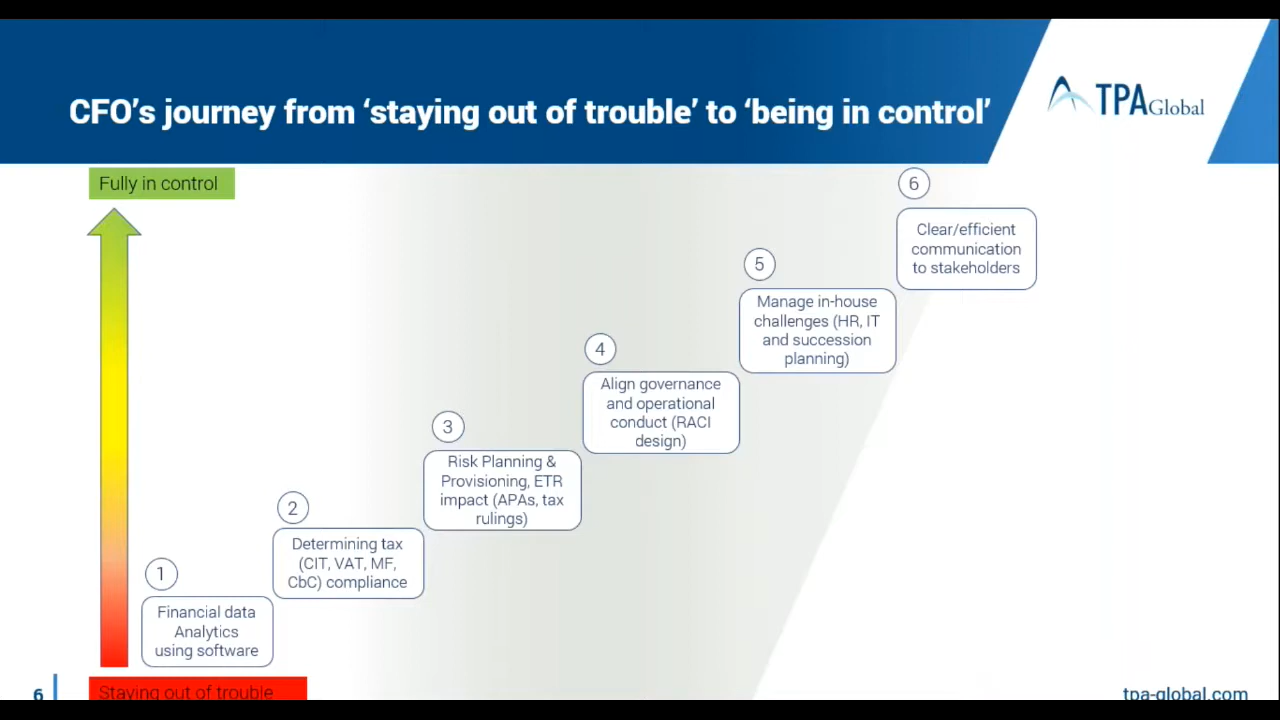 CFO’s journey from ‘staying out of trouble’ to ‘being in control’
TPA Global
Fully in control
6
Clear/efficient
communication
to stakeholders
5
Manage in-house
challenges (HR, IT
and succession
planning)
4
Align governance
and operational
conduct (RACI
design)
3
Risk Planning &
Provisioning, ETR
impact (APAs, tax
rulings)
2
Determining tax
(CIT, VAT, MF,
CbC) compliance
1
Financial data
Analytics
using software
Staying out of trouble
6
tpa-global.com